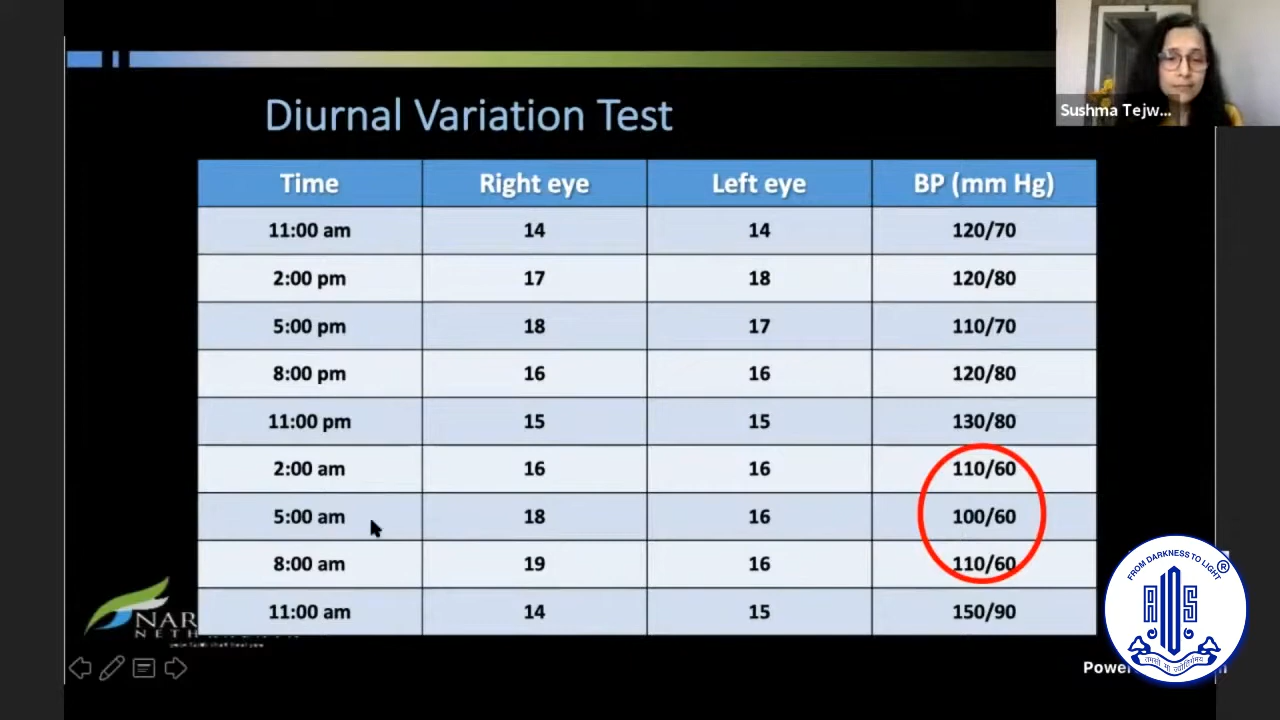 Sushma Tejw...
Diurnal Variation Test
Time Right eye Left eye BP (mm Hg)
11:00 am 14 14 120/70
2:00 pm 17 18 120/80
5:00 pm 18 17 110/70
8:00 pm 16 16 120/80
11:00 pm 15 15 130/80
2:00 am 16 16 110/60
5:00 am 18 16 100/60
8:00 am 19 16 110/60
11:00 am 14 15 150/90
FROM DARKNESS TO LIGHT ®
AIOS
NAR
NETH
Powe